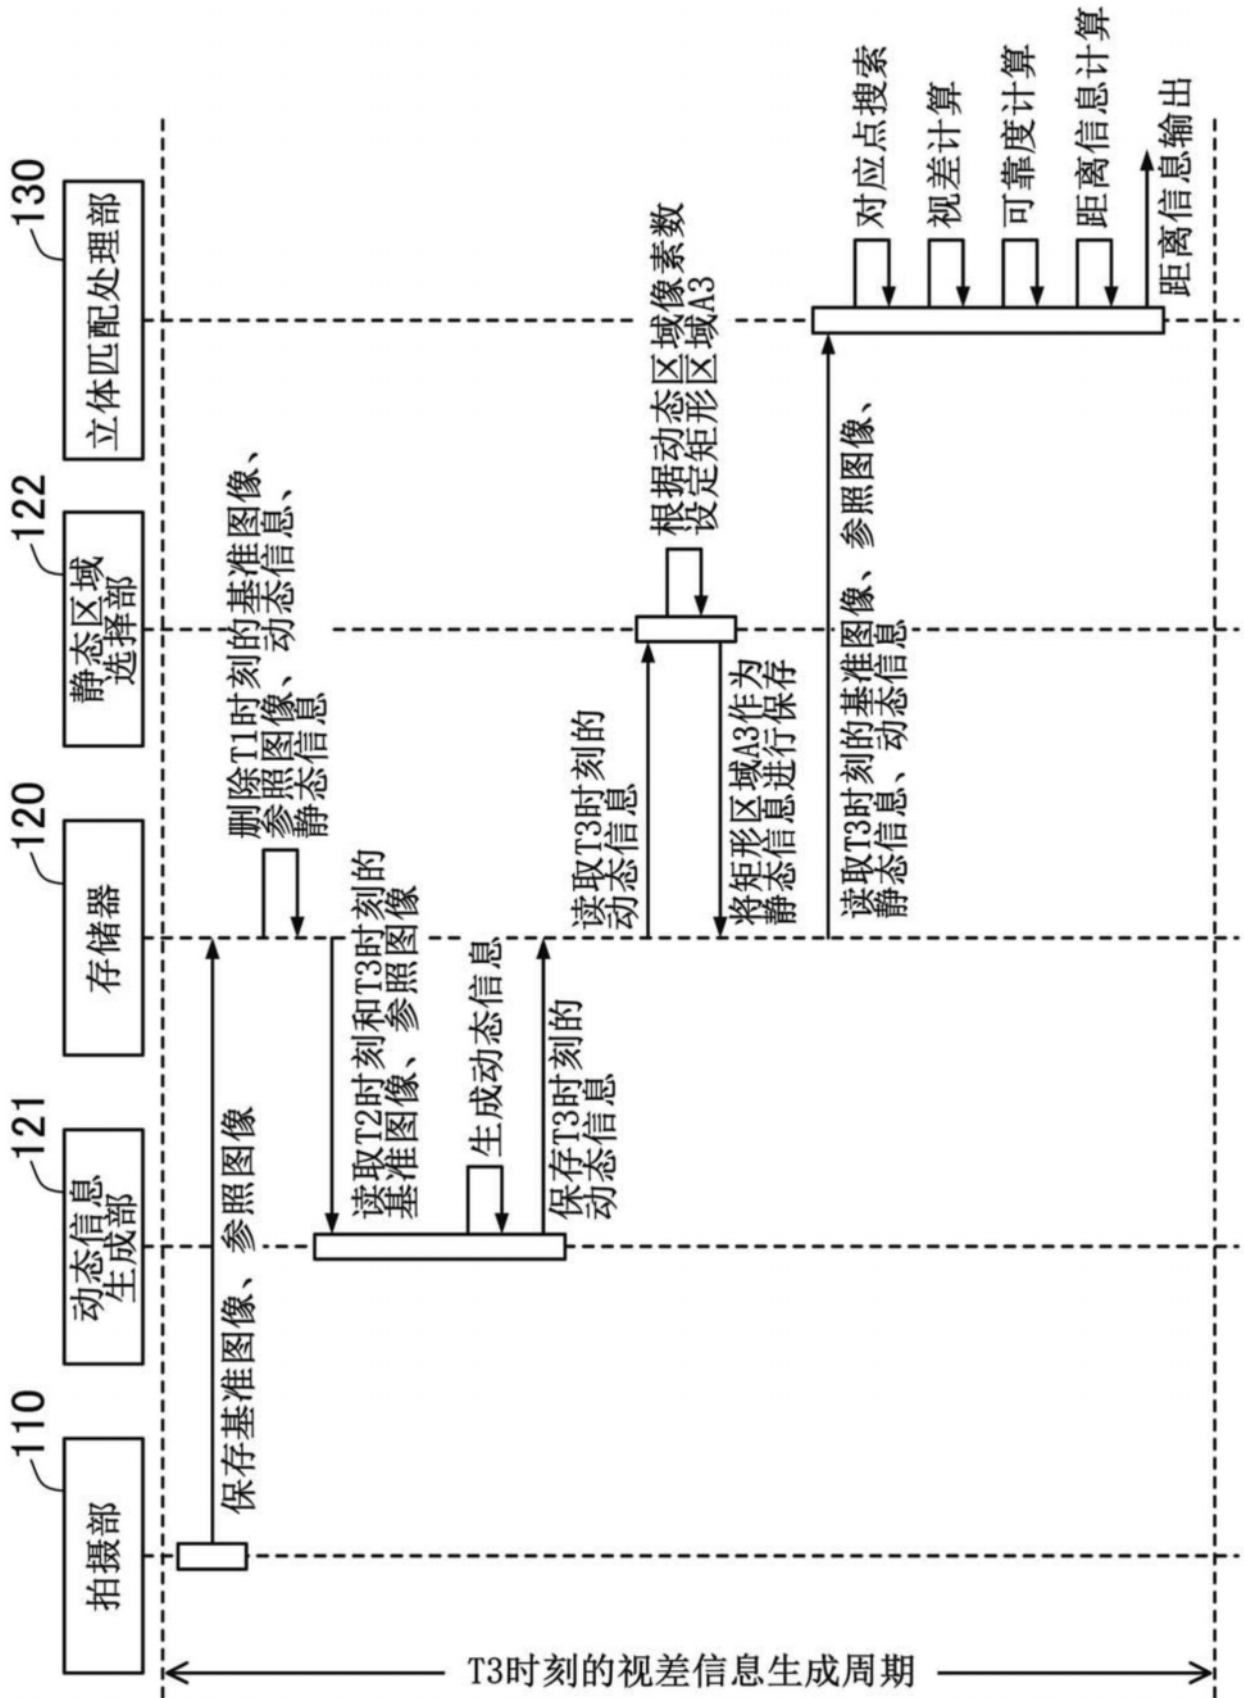 110
拍摄部
121
动态信息
生成部
120
存储器
122
静态区域
选择部
130
立体匹配处理部
T3时刻的视差信息生成周期
保存基准图像、参照图像
删除T1时刻的基准图像、
参照图像、动态信息、
静态信息
读取T2时刻和T3时刻的
基准图像、参照图像
生成动态信息
保存T3时刻的
动态信息
读取T3时刻的
动态信息
根据动态区域像素数
设定矩形区域A3
将矩形区域A3作为
静态信息进行保存
读取T3时刻的基准图像、参照图像、
静态信息、动态信息
对应点搜索
视差计算
可靠度计算
距离信息计算
距离信息输出